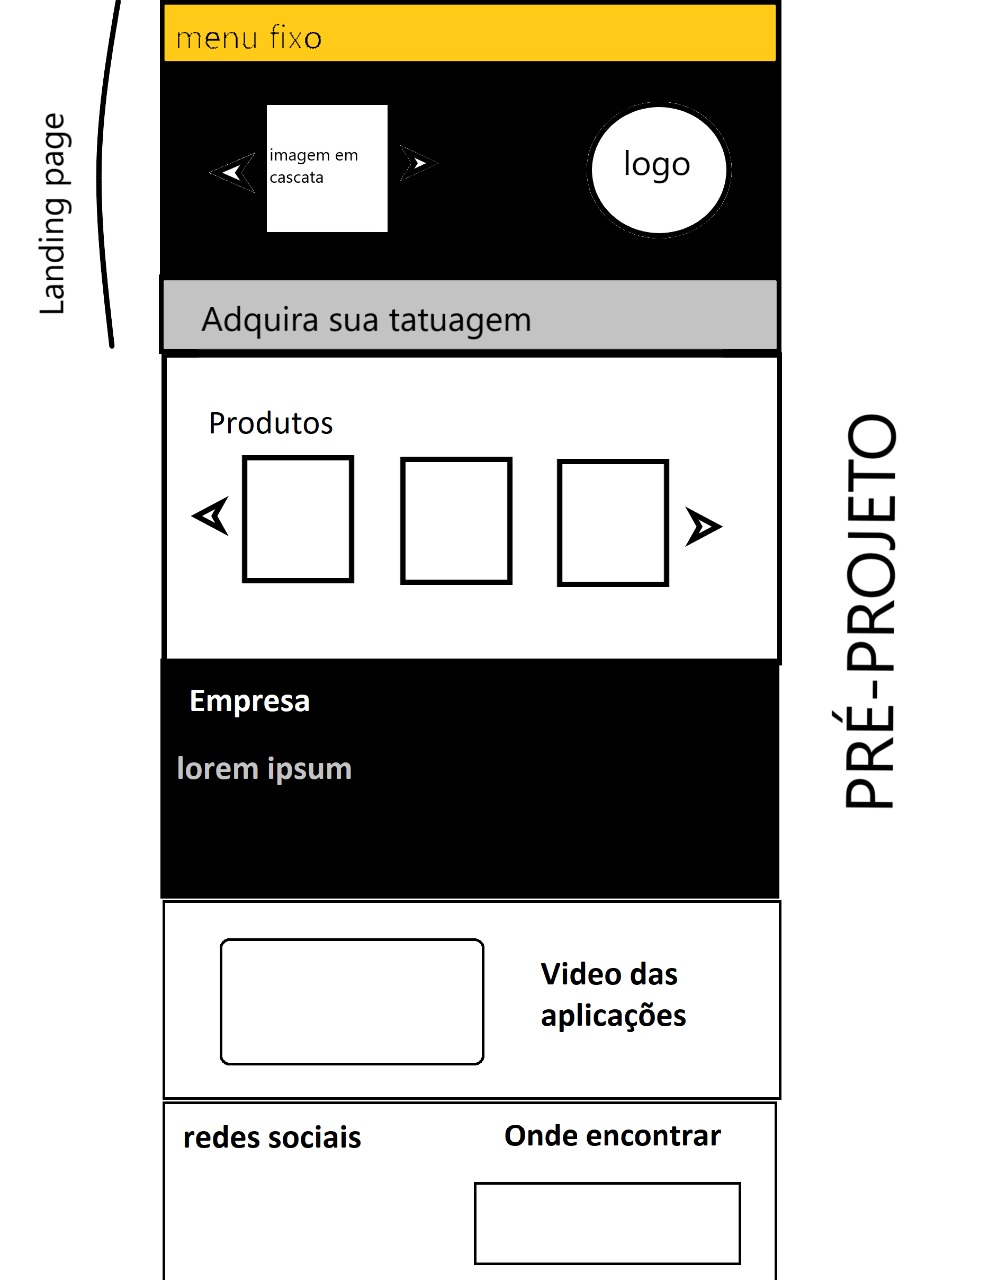 menu fixo
Landing page
imagem em
cascata
logo
Adquira sua tatuagem
Produtos
PRÉ-PROJETO
Empresa
lorem ipsum
Video das
aplicações
redes sociais
Onde encontrar